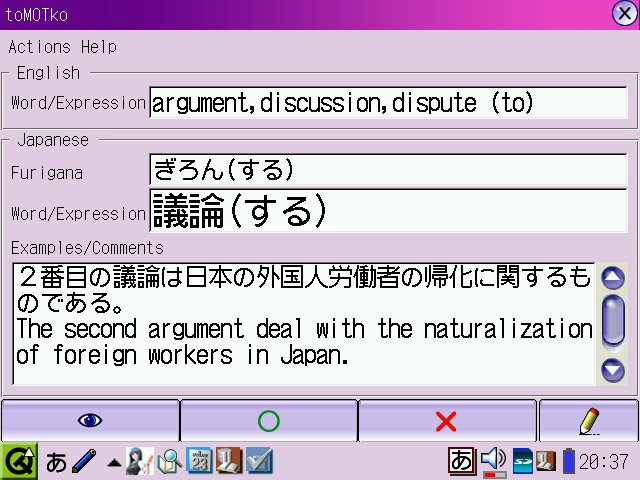 toMOTko
Actions Help
English
Word/Expression argument,discussion,dispute (to)
Japanese
Furigana ぎろん(する)
Word/Expression 議論(する)
Examples/Comments
２番目の議論は日本の外国人労働者の帰化に関するも
のである。
The second argument deal with the naturalization
of foreign workers in Japan.
あ 23 あ 20:37